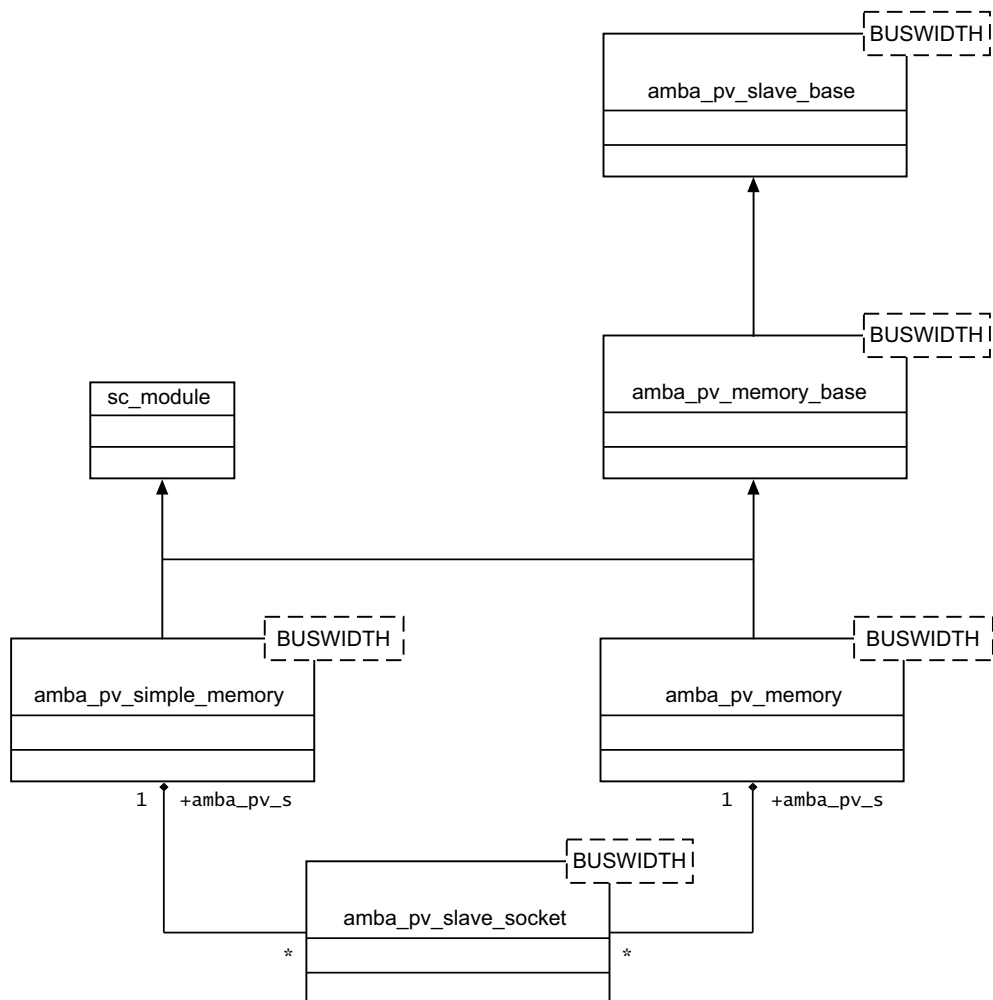 BUSWIDTH
amba_pv_slave_base
BUSWIDTH
amba_pv_memory_base
sc_module
BUSWIDTH
amba_pv_simple_memory
BUSWIDTH
amba_pv_memory
1 +amba_pv_s
1 +amba_pv_s
BUSWIDTH
amba_pv_slave_socket
* *